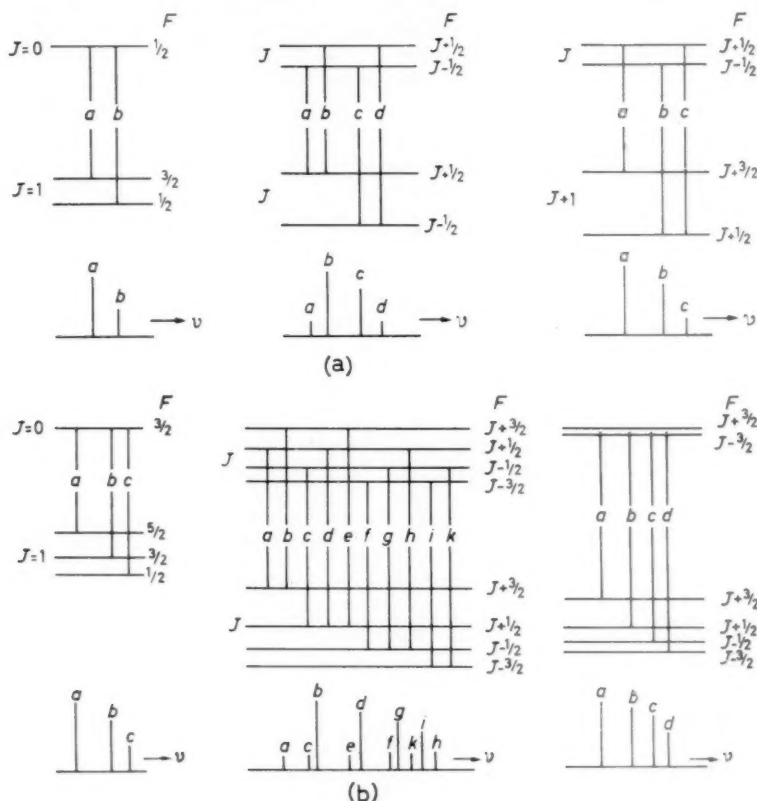 F F F
J=0 1/2 J J+1/2 J J+1/2
J-1/2 J-1/2
a b a b c d a b c
J=1 3/2 J+1/2 J+3/2
1/2 J J-1/2 J+1 J+1/2
a b a b c d a b c
ν ν ν
(a)
F F F
J=0 3/2 J+3/2 J+3/2
J J+1/2 J-3/2
J-1/2
J-3/2
a b c a b c d e f g h i k a b c d
J=1 5/2 J+3/2 J+3/2
3/2 J J+1/2 J+1/2
1/2 J-1/2 J-1/2
J-3/2 J-3/2
a b c a c b e d f g k i h a b c d
ν ν ν
(b)